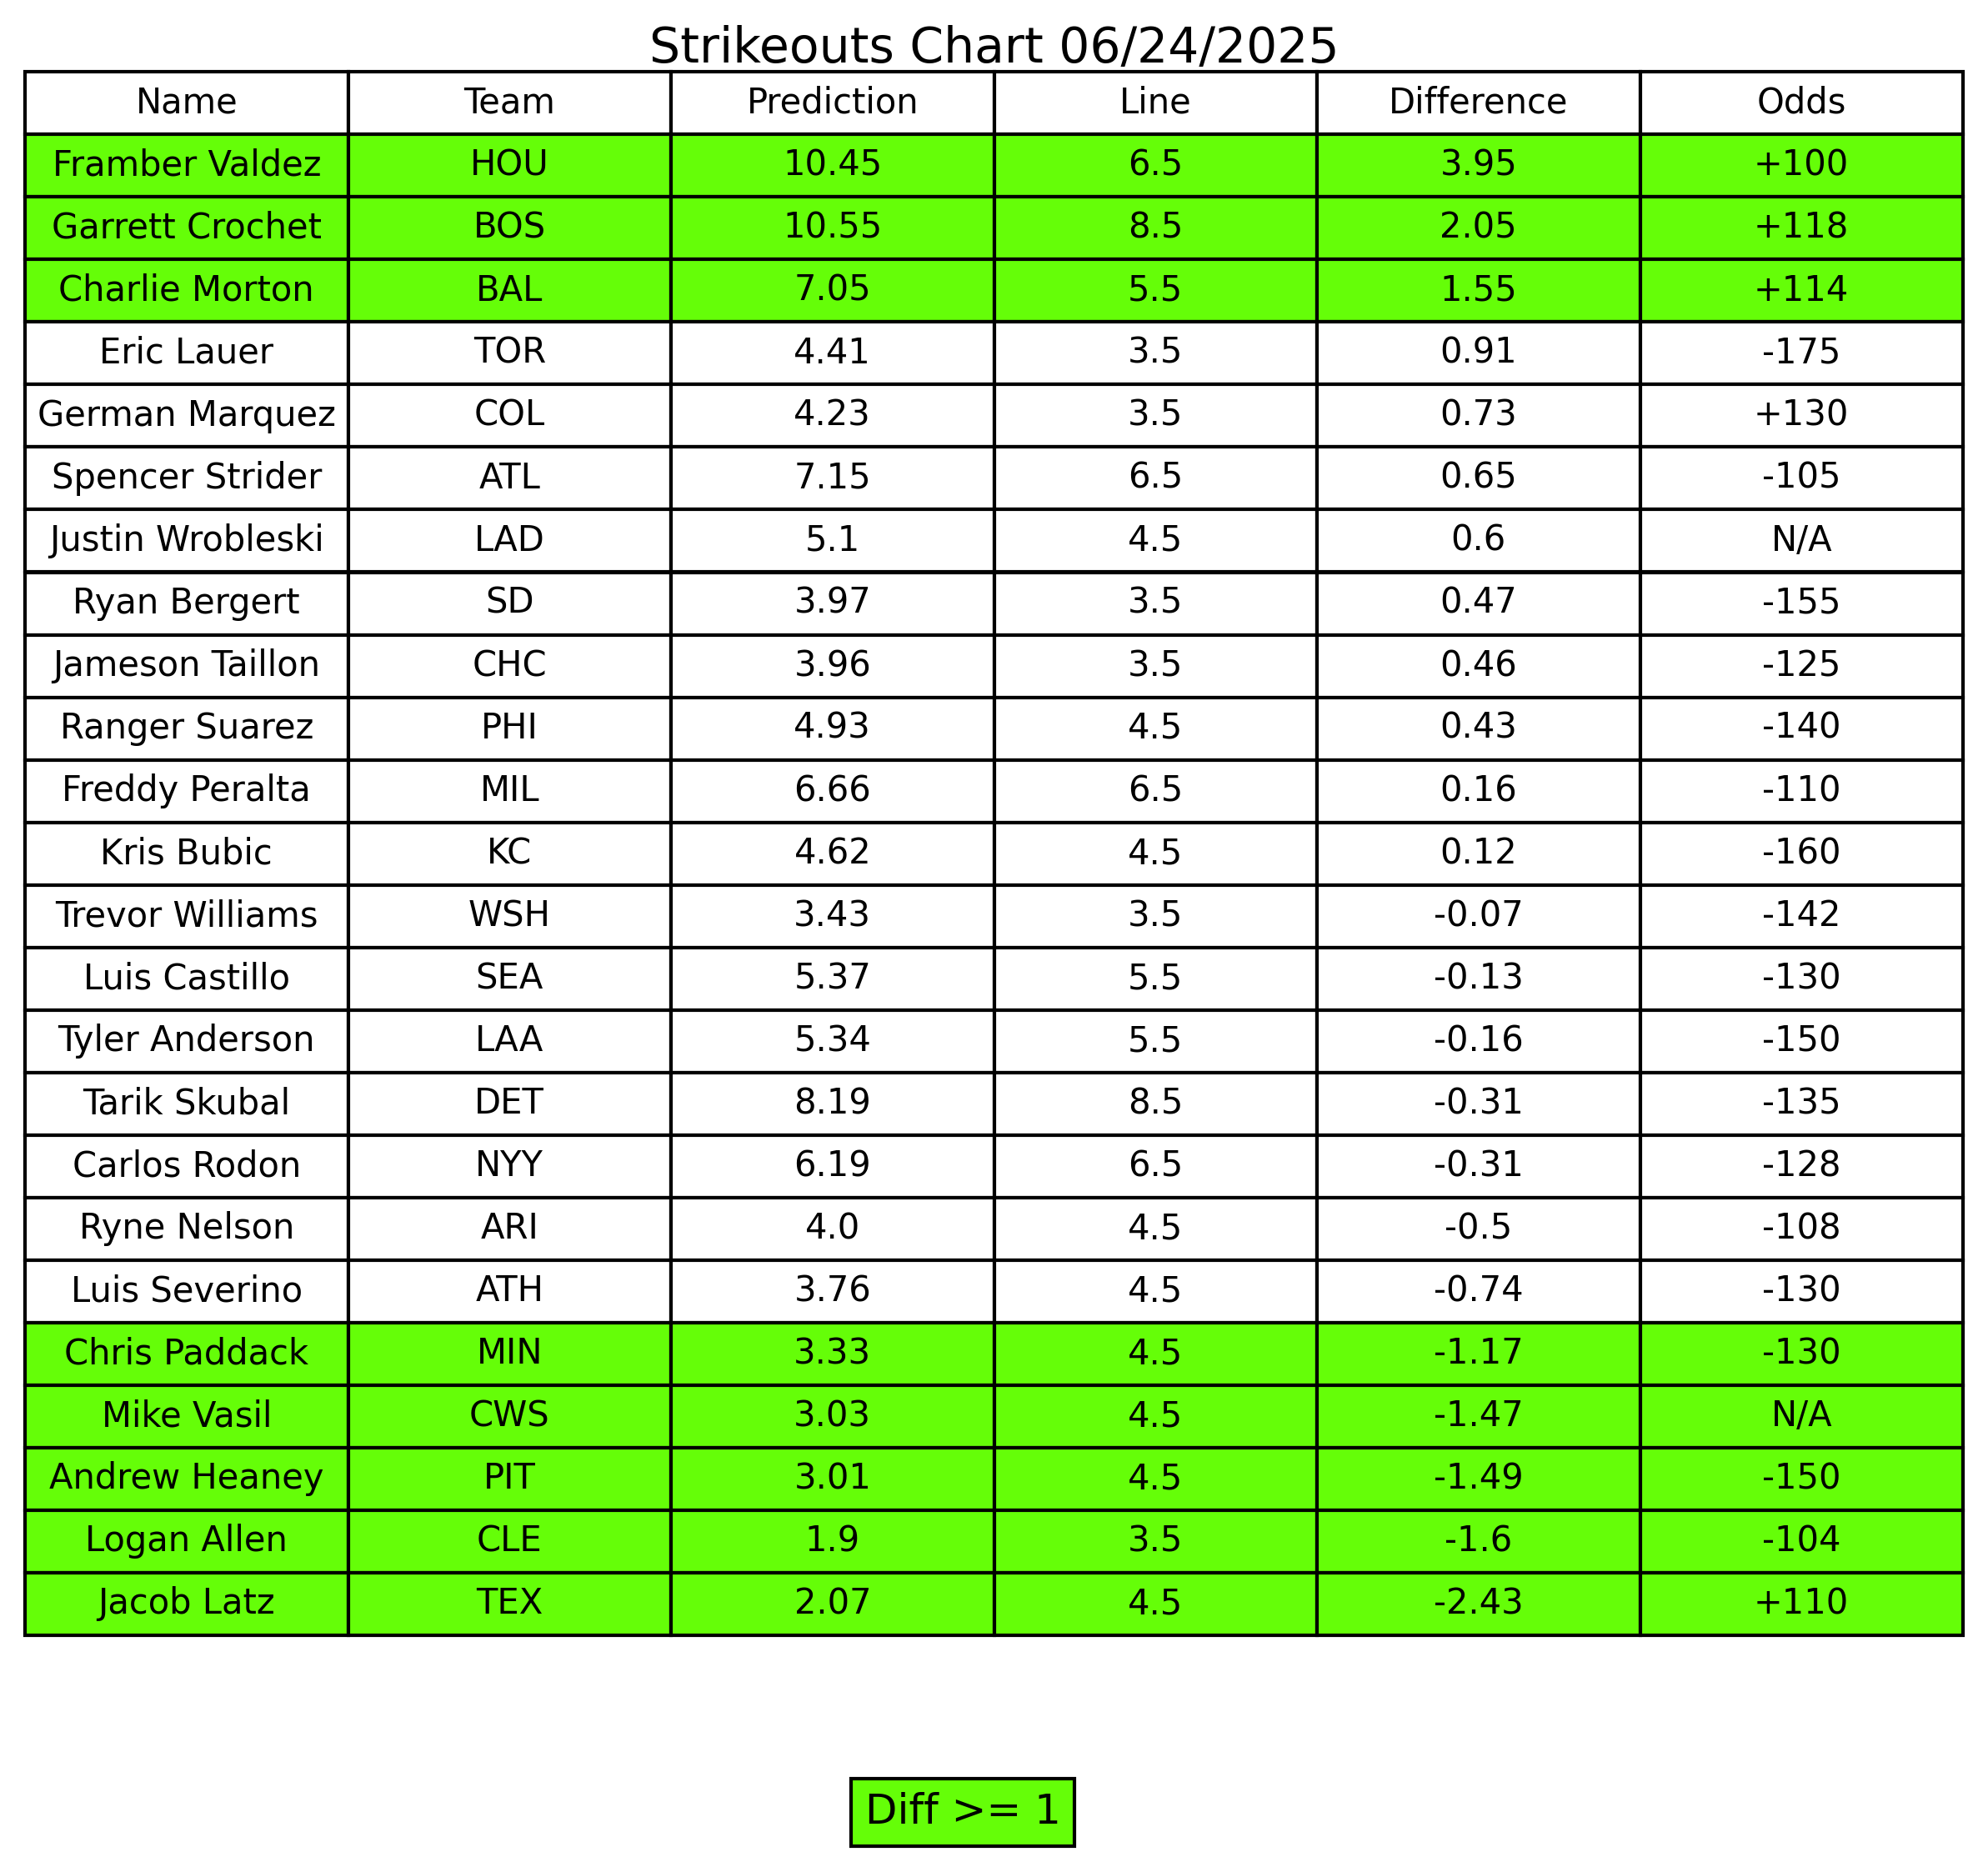 Strikeouts Chart 06/24/2025
Name Team Prediction Line Difference Odds
Framber Valdez HOU 10.45 6.5 3.95 +100
Garrett Crochet BOS 10.55 8.5 2.05 +118
Charlie Morton BAL 7.05 5.5 1.55 +114
Eric Lauer TOR 4.41 3.5 0.91 -175
German Marquez COL 4.23 3.5 0.73 +130
Spencer Strider ATL 7.15 6.5 0.65 -105
Justin Wrobleski LAD 5.1 4.5 0.6 N/A
Ryan Bergert SD 3.97 3.5 0.47 -155
Jameson Taillon CHC 3.96 3.5 0.46 -125
Ranger Suarez PHI 4.93 4.5 0.43 -140
Freddy Peralta MIL 6.66 6.5 0.16 -110
Kris Bubic KC 4.62 4.5 0.12 -160
Trevor Williams WSH 3.43 3.5 -0.07 -142
Luis Castillo SEA 5.37 5.5 -0.13 -130
Tyler Anderson LAA 5.34 5.5 -0.16 -150
Tarik Skubal DET 8.19 8.5 -0.31 -135
Carlos Rodon NYY 6.19 6.5 -0.31 -128
Ryne Nelson ARI 4.0 4.5 -0.5 -108
Luis Severino ATH 3.76 4.5 -0.74 -130
Chris Paddack MIN 3.33 4.5 -1.17 -130
Mike Vasil CWS 3.03 4.5 -1.47 N/A
Andrew Heaney PIT 3.01 4.5 -1.49 -150
Logan Allen CLE 1.9 3.5 -1.6 -104
Jacob Latz TEX 2.07 4.5 -2.43 +110
Diff >= 1